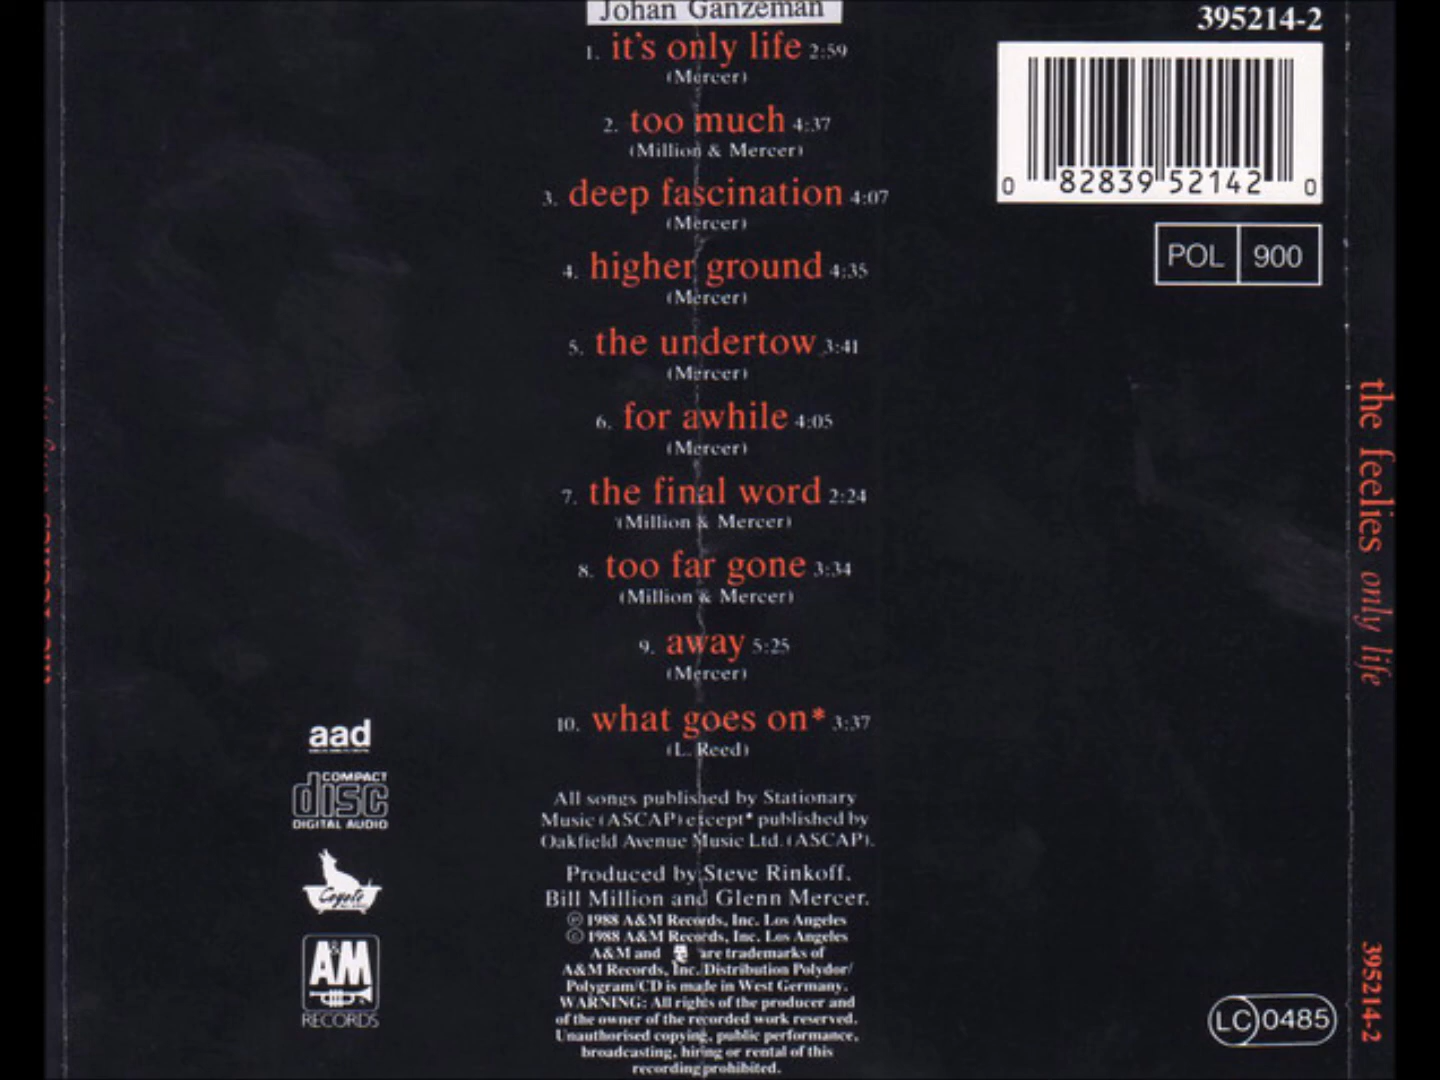 Johan Ganzeman
395214-2
1. it's only life 2:59
(Mercer)
2. too much 4:37
(Million & Mercer)
3. deep fascination 4:07
(Mercer)
4. higher ground 4:35
(Mercer)
5. the undertow 3:41
(Mercer)
6. for awhile 4:05
(Mercer)
7. the final word 2:24
(Million & Mercer)
8. too far gone 3:34
(Million & Mercer)
9. away 5:25
(Mercer)
10. what goes on* 3:37
(L. Reed)
All songs published by Stationary
Music (ASCAP) except* published by
Oakfield Avenue Music Ltd. (ASCAP).
Produced by Steve Rinkoff.
Bill Million and Glenn Mercer.
℗ 1988 A&M Records, Inc. Los Angeles
© 1988 A&M Records, Inc. Los Angeles
A&M and are trademarks of
A&M Records, Inc. Distribution Polydor/
Polygram/CD is made in West Germany.
WARNING: All rights of the producer and
of the owner of the recorded work reserved.
Unauthorised copying, public performance,
broadcasting, hiring or rental of this
recording prohibited.
0 82839 52142 0
POL 900
aad
COMPACT
disc
DIGITAL AUDIO
Coyote
A&M
RECORDS
LC 0485
the feelies only life
395214-2